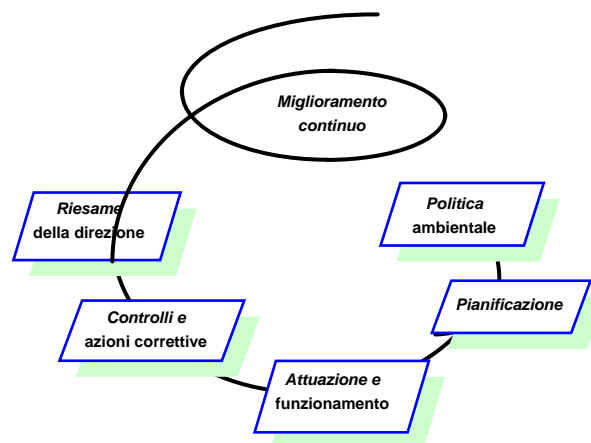 Miglioramento
continuo
Riesame
della direzione
Politica
ambientale
Pianificazione
Controlli e
azioni correttive
Attuazione e
funzionamento